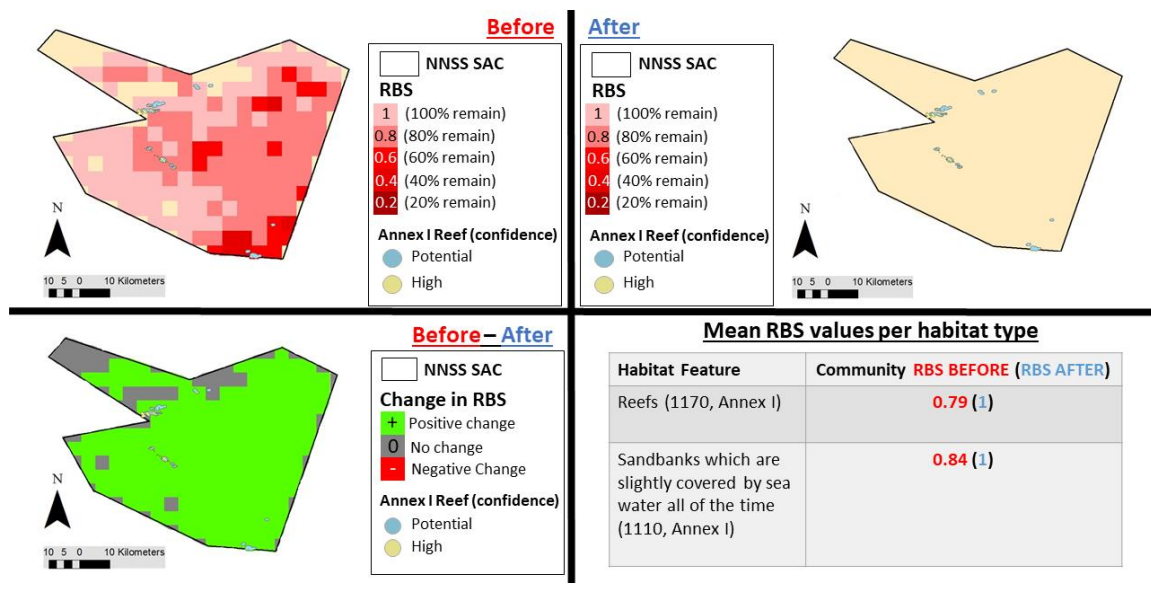 Before
NNSS SAC
RBS
1 (100% remain)
0.8 (80% remain)
0.6 (60% remain)
0.4 (40% remain)
0.2 (20% remain)
Annex I Reef (confidence)
Potential
High
N
10 5 0 10 Kilometers
After
NNSS SAC
RBS
1 (100% remain)
0.8 (80% remain)
0.6 (60% remain)
0.4 (40% remain)
0.2 (20% remain)
Annex I Reef (confidence)
Potential
High
N
10 5 0 10 Kilometers
Before – After
NNSS SAC
Change in RBS
+ Positive change
0 No change
- Negative Change
Annex I Reef (confidence)
Potential
High
N
10 5 0 10 Kilometers
Mean RBS values per habitat type
Habitat Feature
Community RBS BEFORE (RBS AFTER)
Reefs (1170, Annex I)
0.79 (1)
Sandbanks which are
slightly covered by sea
water all of the time
(1110, Annex I)
0.84 (1)